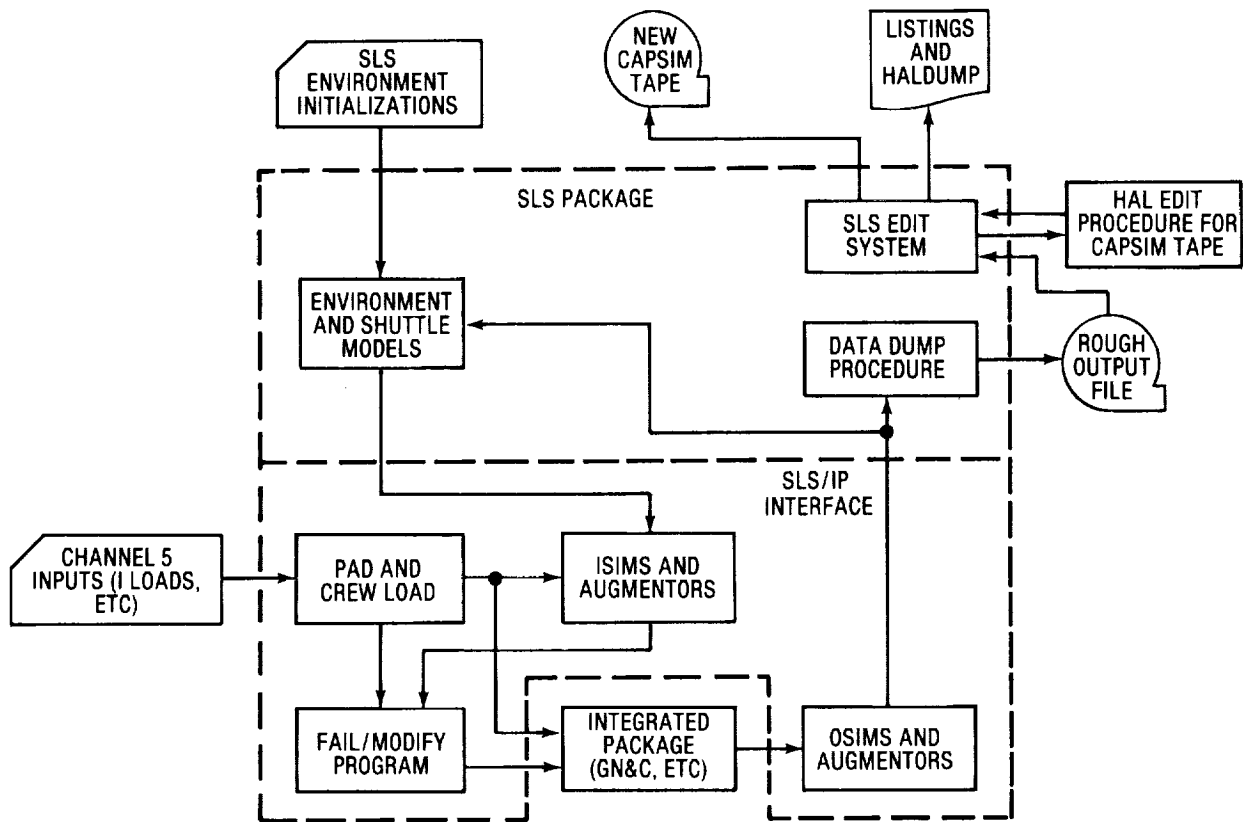 SLS
ENVIRONMENT
INITIALIZATIONS
NEW
CAPSIM
TAPE
LISTINGS
AND
HALDUMP
SLS PACKAGE
SLS EDIT
SYSTEM
HAL EDIT
PROCEDURE FOR
CAPSIM TAPE
ENVIRONMENT
AND SHUTTLE
MODELS
DATA DUMP
PROCEDURE
ROUGH
OUTPUT
FILE
SLS/IP
INTERFACE
CHANNEL 5
INPUTS (I LOADS,
ETC)
PAD AND
CREW LOAD
ISIMS AND
AUGMENTORS
FAIL/MODIFY
PROGRAM
INTEGRATED
PACKAGE
(GN&C, ETC)
OSIMS AND
AUGMENTORS